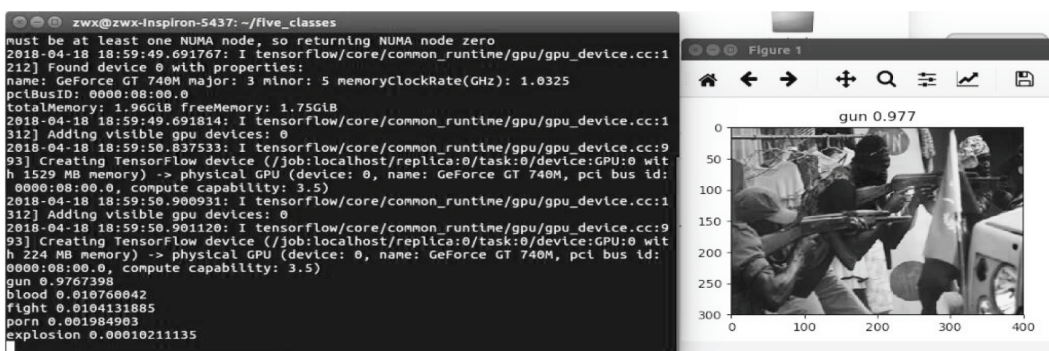 zwx@zwx-Inspiron-5437: ~/five_classes
must be at least one NUMA node, so returning NUMA node zero
2018-04-18 18:59:49.691767: I tensorflow/core/common_runtime/gpu/gpu_device.cc:1
212] Found device 0 with properties:
name: GeForce GT 740M major: 3 minor: 5 memoryClockRate(GHz): 1.0325
pciBusID: 0000:08:00.0
totalMemory: 1.96GiB freeMemory: 1.75GiB
2018-04-18 18:59:49.691814: I tensorflow/core/common_runtime/gpu/gpu_device.cc:1
312] Adding visible gpu devices: 0
2018-04-18 18:59:50.837533: I tensorflow/core/common_runtime/gpu/gpu_device.cc:9
93] Creating TensorFlow device (/job:localhost/replica:0/task:0/device:GPU:0 wit
h 1529 MB memory) -> physical GPU (device: 0, name: GeForce GT 740M, pci bus id:
0000:08:00.0, compute capability: 3.5)
2018-04-18 18:59:50.900931: I tensorflow/core/common_runtime/gpu/gpu_device.cc:1
312] Adding visible gpu devices: 0
2018-04-18 18:59:50.901120: I tensorflow/core/common_runtime/gpu/gpu_device.cc:9
93] Creating TensorFlow device (/job:localhost/replica:0/task:0/device:GPU:0 wit
h 224 MB memory) -> physical GPU (device: 0, name: GeForce GT 740M, pci bus id:
0000:08:00.0, compute capability: 3.5)
gun 0.9767398
blood 0.010760042
fight 0.0104131885
porn 0.001984903
explosion 0.00010211135
Figure 1
gun 0.977
0
50
100
150
200
250
300
0 100 200 300 400